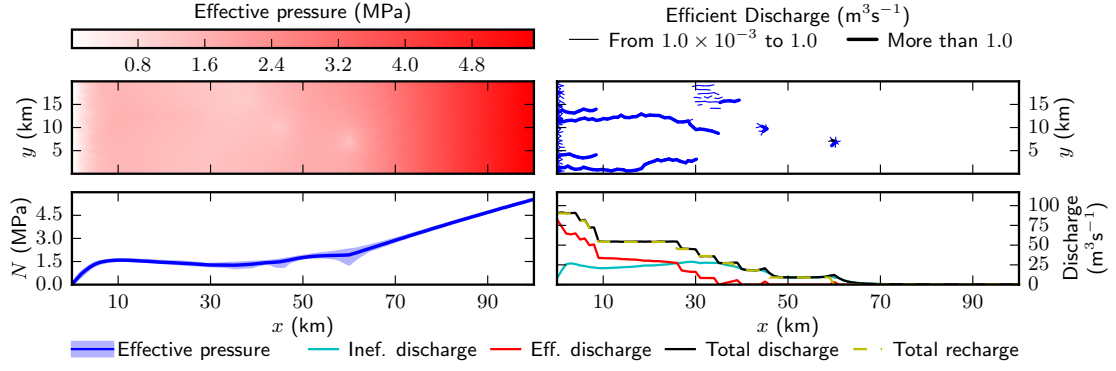 Effective pressure (MPa)
0.8 1.6 2.4 3.2 4.0 4.8
Efficient Discharge (m³s⁻¹)
From 1.0 × 10⁻³ to 1.0 More than 1.0
y (km)
15
10
5
15
10
5
y (km)
N (MPa)
4.5
3.0
1.5
0.0
10 30 50 70 90
x (km)
100
75
50
25
0
Discharge
(m³s⁻¹)
10 30 50 70 90
x (km)
Effective pressure Inef. discharge Eff. discharge Total discharge Total recharge